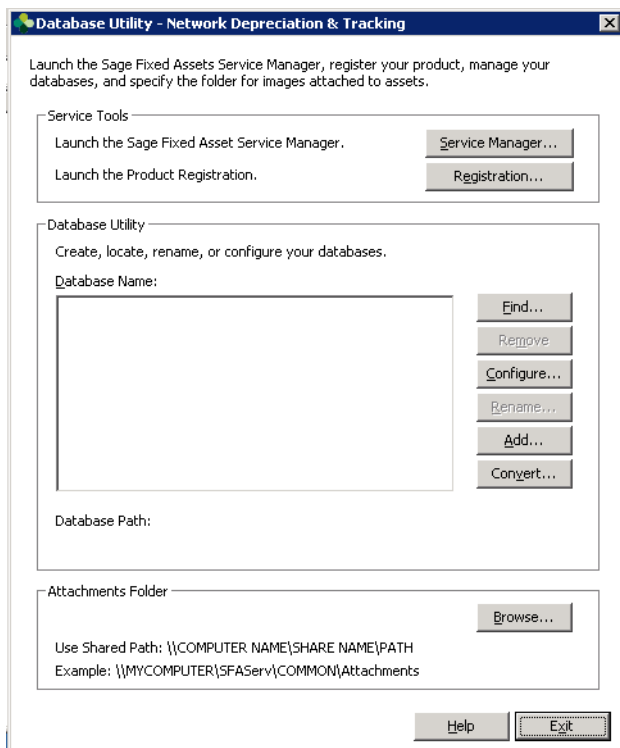 Database Utility - Network Depreciation & Tracking
Launch the Sage Fixed Assets Service Manager, register your product, manage your
databases, and specify the folder for images attached to assets.
Service Tools
Launch the Sage Fixed Asset Service Manager.
Service Manager...
Launch the Product Registration.
Registration...
Database Utility
Create, locate, rename, or configure your databases.
Database Name:
Find...
Remove
Configure...
Rename...
Add...
Convert...
Database Path:
Attachments Folder
Browse...
Use Shared Path: \\COMPUTER NAME\SHARE NAME\PATH
Example: \\MYCOMPUTER\SFAServ\COMMON\Attachments
Help
Exit